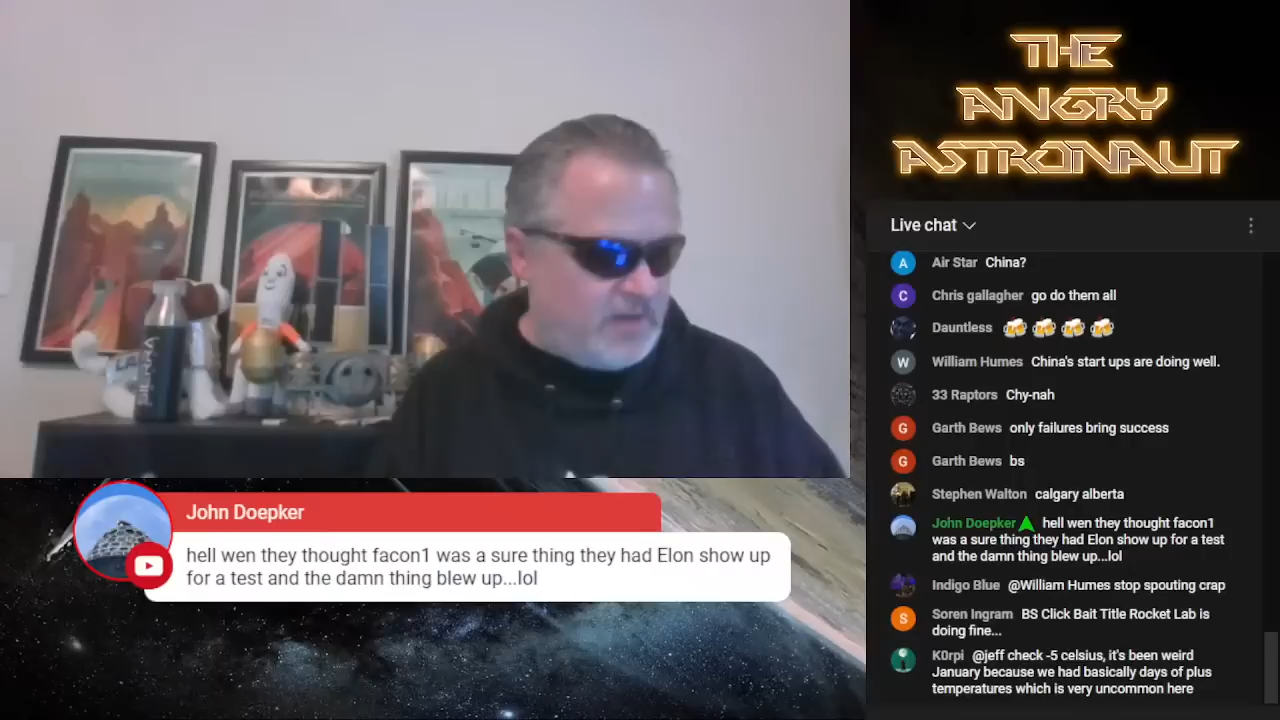 THE
ANGRY
ASTRONAUT
Live chat
A Air Star China?
C Chris gallagher go do them all
Dauntless
W William Humes China's start ups are doing well.
33 Raptors Chy-nah
G Garth Bews only failures bring success
G Garth Bews bs
Stephen Walton calgary alberta
John Doepker hell wen they thought facon1
was a sure thing they had Elon show up for a test
and the damn thing blew up...lol
Indigo Blue @William Humes stop spouting crap
S Soren Ingram BS Click Bait Title Rocket Lab is
doing fine...
K0rpi @jeff check -5 celsius, it's been weird
January because we had basically days of plus
temperatures which is very uncommon here
John Doepker
hell wen they thought facon1 was a sure thing they had Elon show up
for a test and the damn thing blew up...lol